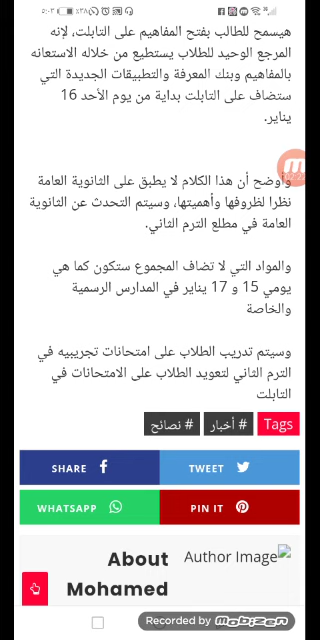 ٥:٠٣ ٣٨٪
هيسمح للطالب بفتح المفاهيم على التابلت، لإنه
المرجع الوحيد للطلاب يستطيع من خلاله الاستعانه
بالمفاهيم وبنك المعرفة والتطبيقات الجديدة التي
ستضاف على التابلت بداية من يوم الأحد 16
يناير.
وأوضح أن هذا الكلام لا يطبق على الثانوية العامة
نظرا لظروفها وأهميتها، وسيتم التحدث عن الثانوية
العامة في مطلع الترم الثاني.
والمواد التي لا تضاف المجموع ستكون كما هي
يومي 15 و 17 يناير في المدارس الرسمية
والخاصة
وسيتم تدريب الطلاب على امتحانات تجريبيه في
الترم الثاني لتعويد الطلاب على الامتحانات في
التابلت
Tags # أخبار # نصائح
SHARE TWEET
WHATSAPP PIN IT
About Author Image
Mohamed
Recorded by mobizen